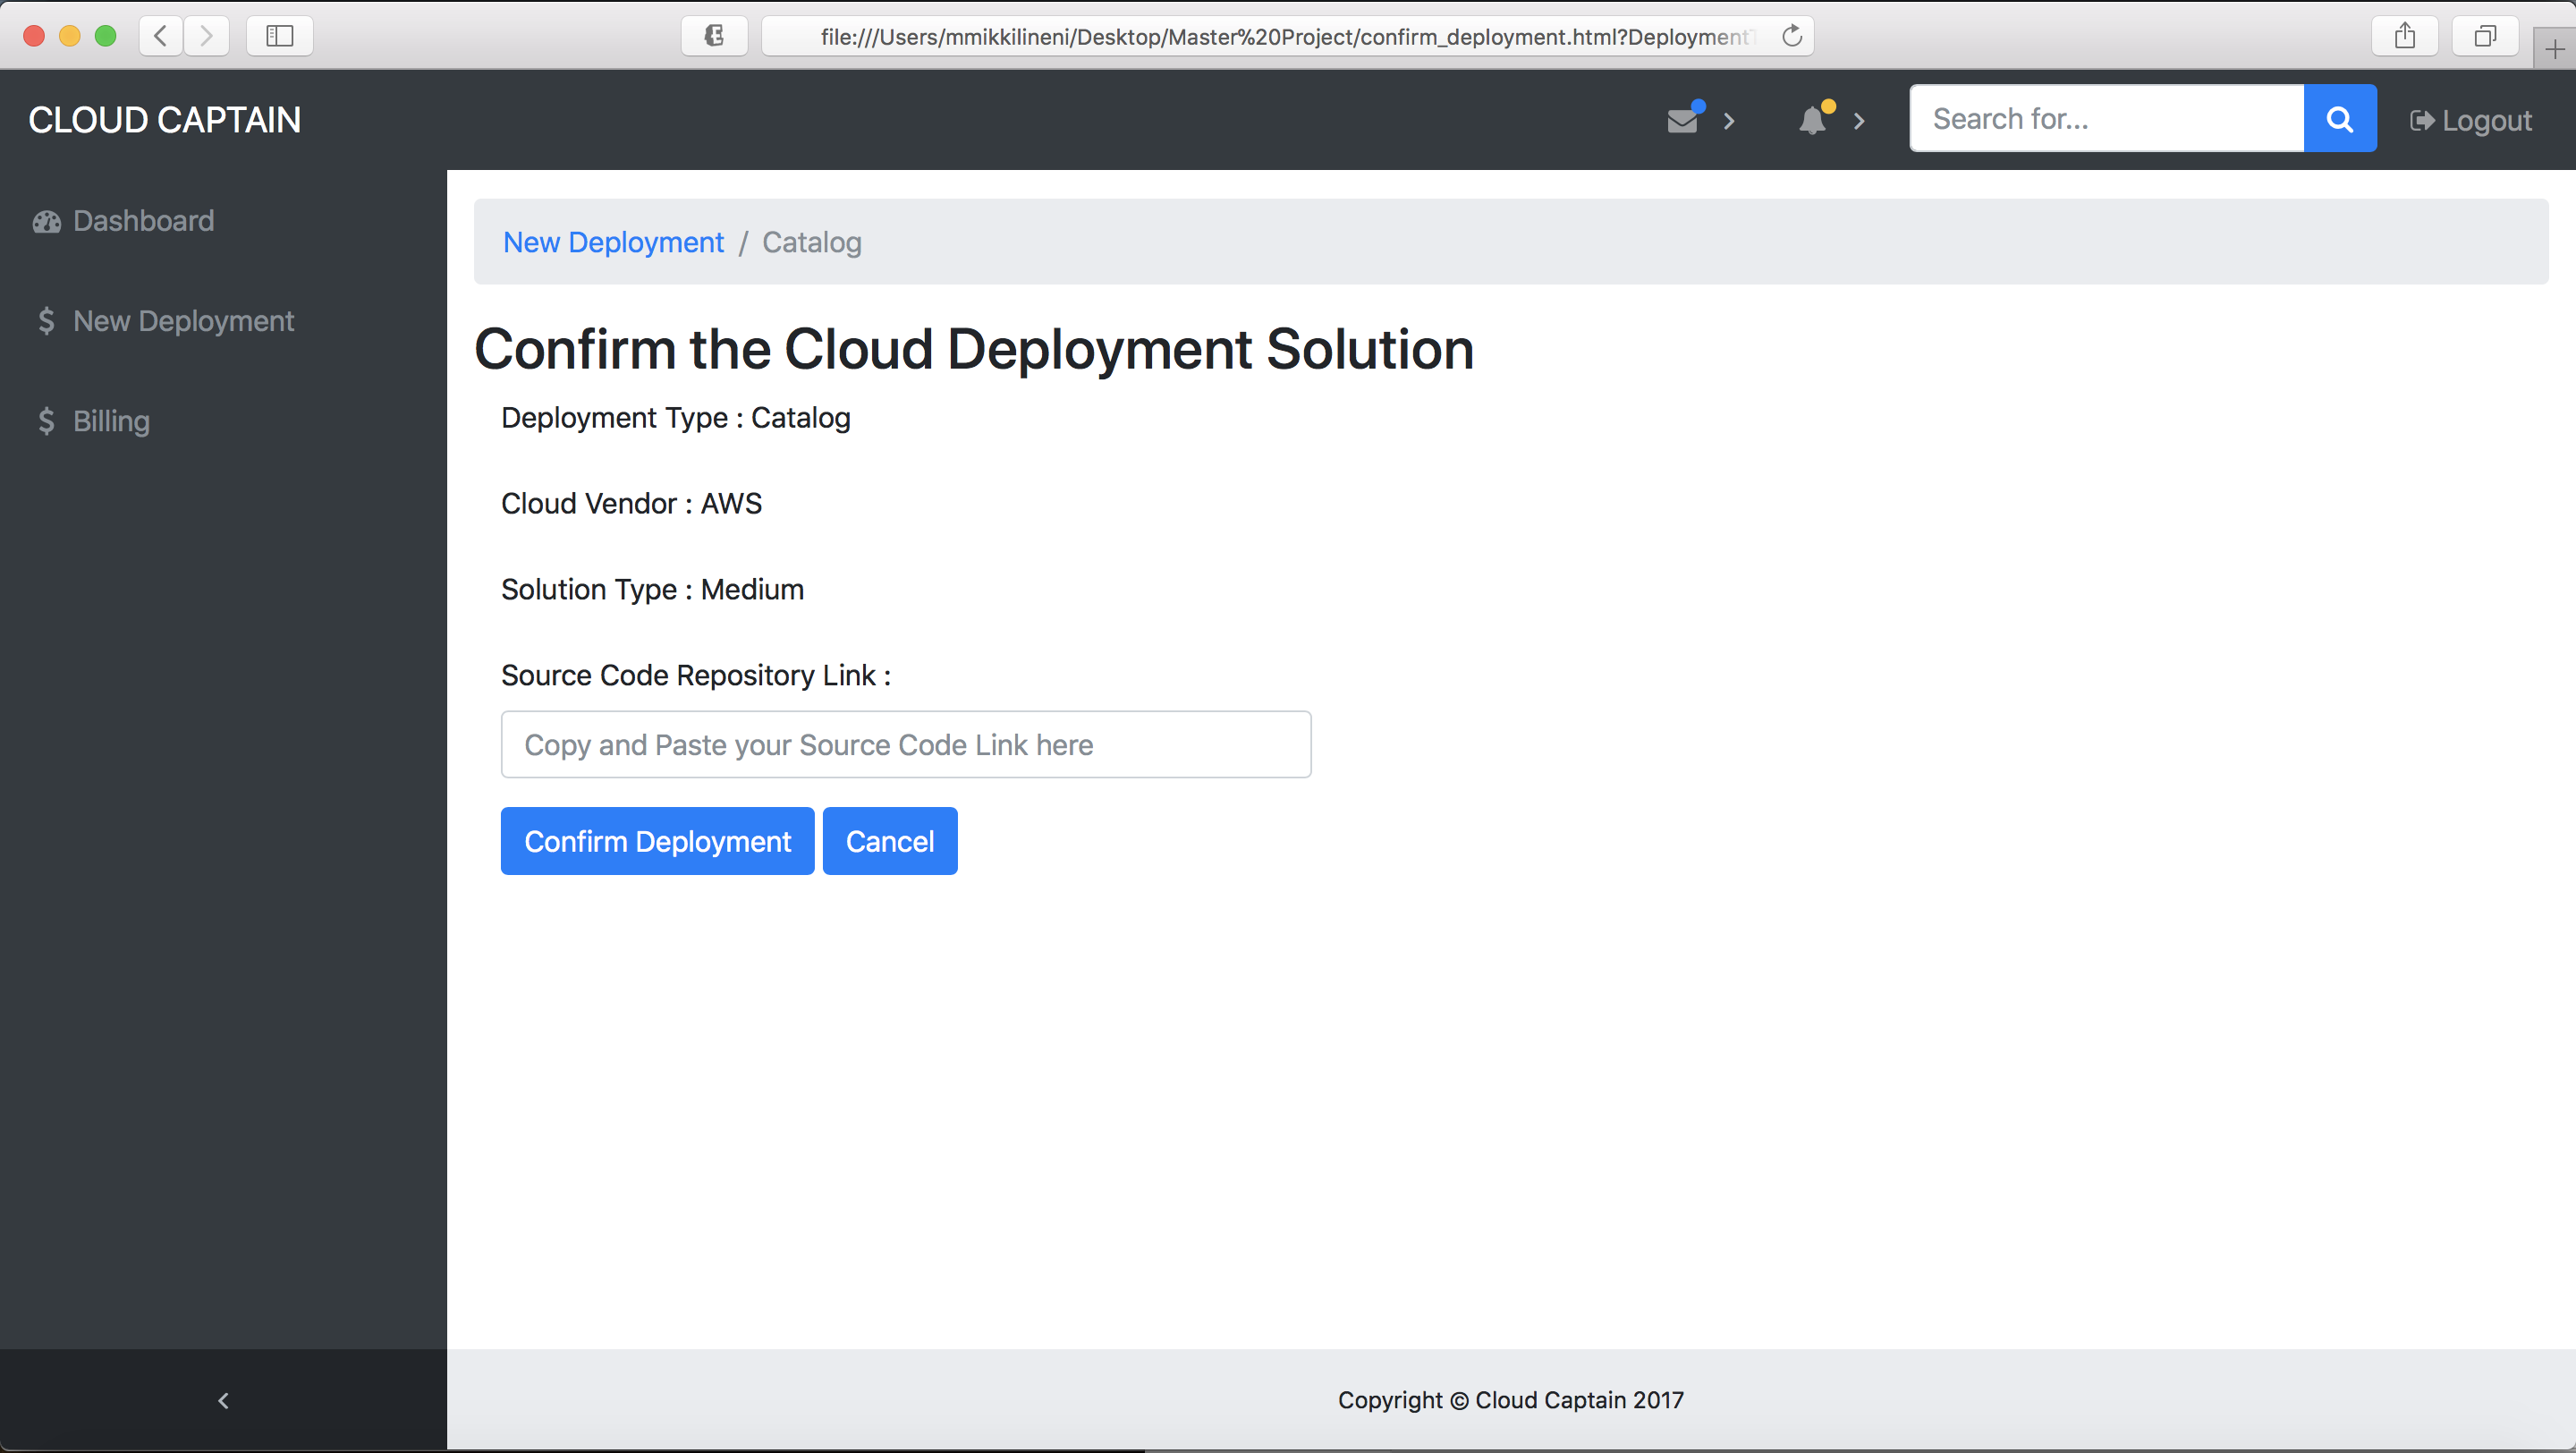 file:///Users/mmikkilineni/Desktop/Master%20Project/confirm_deployment.html?Deployment
CLOUD CAPTAIN
Search for...
Logout
Dashboard
New Deployment
Billing
New Deployment / Catalog
Confirm the Cloud Deployment Solution
Deployment Type : Catalog
Cloud Vendor : AWS
Solution Type : Medium
Source Code Repository Link :
Copy and Paste your Source Code Link here
Confirm Deployment
Cancel
Copyright © Cloud Captain 2017